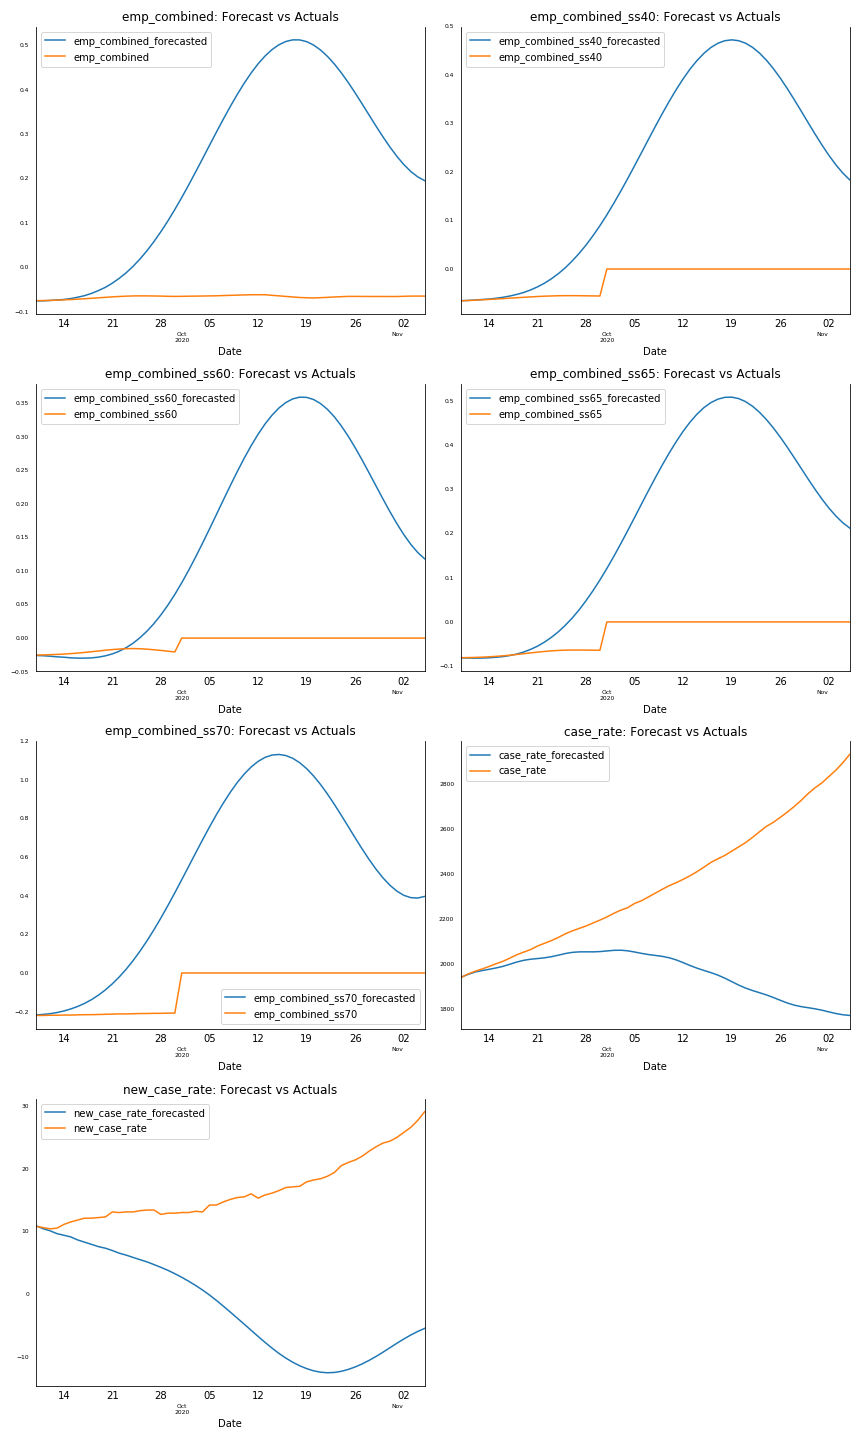 emp_combined: Forecast vs Actuals
emp_combined_forecasted
emp_combined
0.5
0.4
0.3
0.2
0.1
0.0
−0.1
14 21 28 05 12 19 26 02
Oct Nov
2020
Date
emp_combined_ss40: Forecast vs Actuals
emp_combined_ss40_forecasted
emp_combined_ss40
0.5
0.4
0.3
0.2
0.1
0.0
14 21 28 05 12 19 26 02
Oct Nov
2020
Date
emp_combined_ss60: Forecast vs Actuals
emp_combined_ss60_forecasted
emp_combined_ss60
0.35
0.30
0.25
0.20
0.15
0.10
0.05
0.00
−0.05
14 21 28 05 12 19 26 02
Oct Nov
2020
Date
emp_combined_ss65: Forecast vs Actuals
emp_combined_ss65_forecasted
emp_combined_ss65
0.5
0.4
0.3
0.2
0.1
0.0
−0.1
14 21 28 05 12 19 26 02
Oct Nov
2020
Date
emp_combined_ss70: Forecast vs Actuals
1.2
1.0
0.8
0.6
0.4
0.2
0.0
−0.2
emp_combined_ss70_forecasted
emp_combined_ss70
14 21 28 05 12 19 26 02
Oct Nov
2020
Date
case_rate: Forecast vs Actuals
case_rate_forecasted
case_rate
2800
2600
2400
2200
2000
1800
14 21 28 05 12 19 26 02
Oct Nov
2020
Date
new_case_rate: Forecast vs Actuals
new_case_rate_forecasted
new_case_rate
30
20
10
0
−10
14 21 28 05 12 19 26 02
Oct Nov
2020
Date